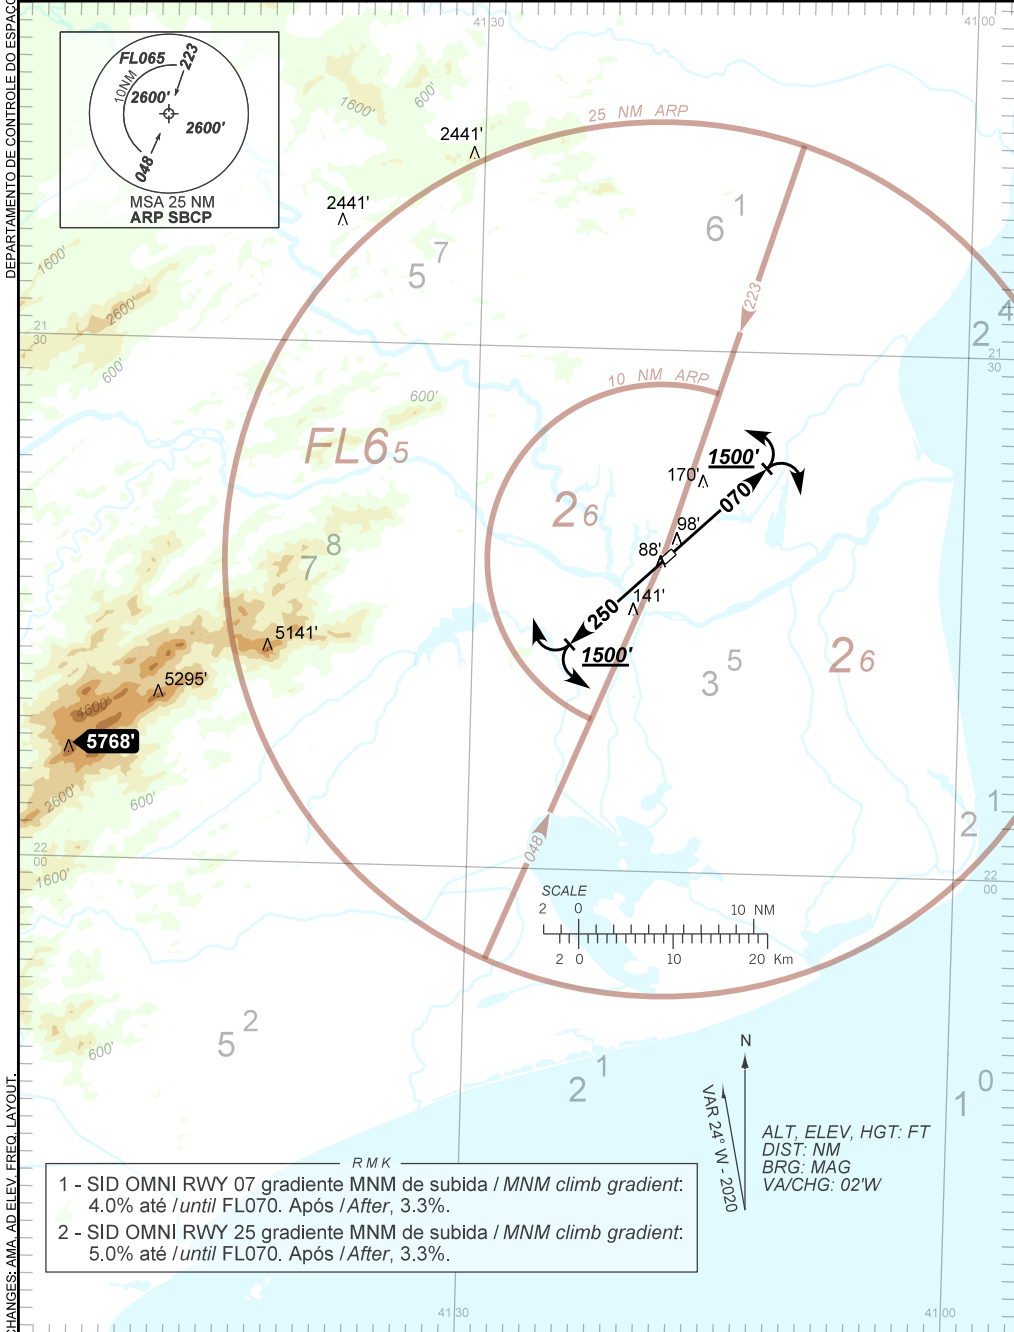 DEPARTAMENTO DE CONTROLE DO ESPAÇO
41 30
41 00
FL065
223
10NM
2600'
2600'
048
MSA 25 NM
ARP SBCP
1600'
600'
2441'
25 NM ARP
2441'
6 1
5 7
1600'
2600'
223
2 4
21 30
21 30
600'
10 NM ARP
600'
FL65
1500'
170'
070
26
98'
88'
7 8
141'
250
5141'
1500'
3 5
26
5295'
4600'
5768'
2600'
600'
2 1
048
22 00
22 00
1600'
SCALE
2 0 10 NM
2 0 10 20 Km
5 2
600'
N
2 1
1 0
VAR 24° W - 2020
ALT, ELEV, HGT: FT
DIST: NM
BRG: MAG
VA/CHG: 02'W
RMK
1 - SID OMNI RWY 07 gradiente MNM de subida / MNM climb gradient:
4.0% até / until FL070. Após / After, 3.3%.
2 - SID OMNI RWY 25 gradiente MNM de subida / MNM climb gradient:
5.0% até / until FL070. Após / After, 3.3%.
CHANGES: AMA, AD ELEV, FREQ, LAYOUT.
41 30
41 00